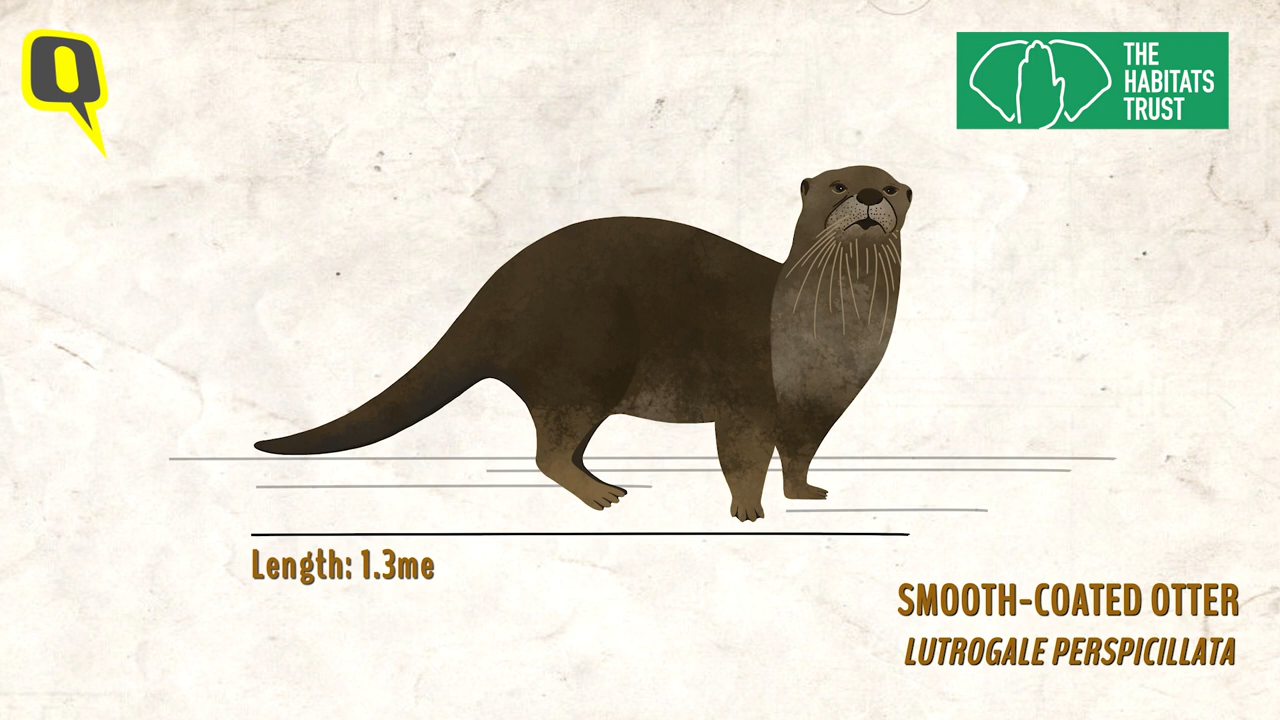 Q
THE
HABITATS
TRUST
Length: 1.3me
SMOOTH-COATED OTTER
LUTROGALE PERSPICILLATA